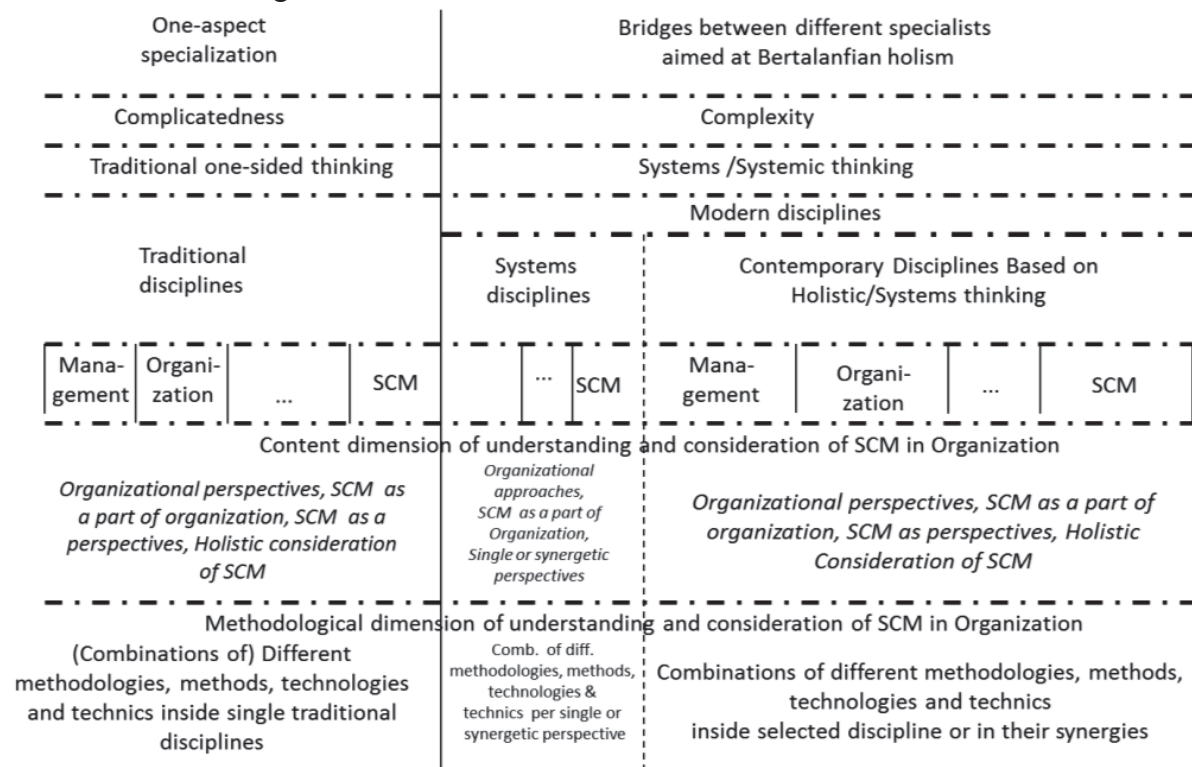 One-aspect
specialization
Bridges between different specialists
aimed at Bertalanfian holism
Complicatedness
Complexity
Traditional one-sided thinking
Systems /Systemic thinking
Modern disciplines
Traditional
disciplines
Systems
disciplines
Contemporary Disciplines Based on
Holistic/Systems thinking
Mana-
gement
Organi-
zation
...
SCM
...
SCM
Mana-
gement
Organi-
zation
...
SCM
Content dimension of understanding and consideration of SCM in Organization
Organizational perspectives, SCM as
a part of organization, SCM as a
perspectives, Holistic consideration
of SCM
Organizational
approaches,
SCM as a part of
Organization,
Single or synergetic
perspectives
Organizational perspectives, SCM as a part of
organization, SCM as perspectives, Holistic
Consideration of SCM
Methodological dimension of understanding and consideration of SCM in Organization
(Combinations of) Different
methodologies, methods, technologies
and technics inside single traditional
disciplines
Comb. of diff.
methodologies, methods,
technologies &
technics per single or
synergetic perspective
Combinations of different methodologies, methods,
technologies and technics
inside selected discipline or in their synergies